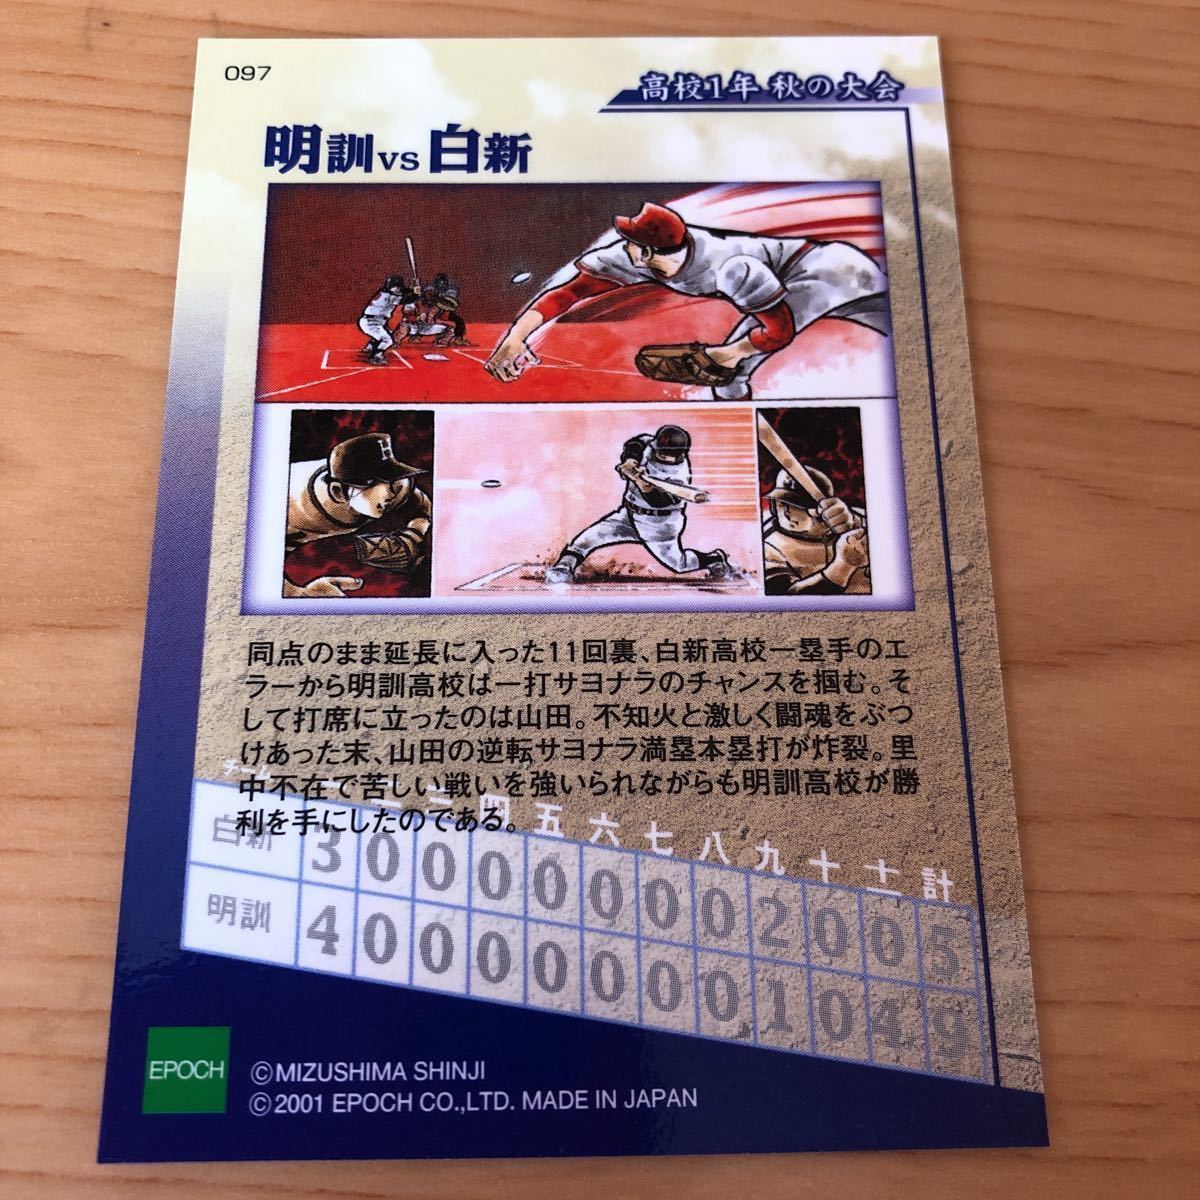 097
高校1年 秋の大会
明訓vs白新
同点のまま延長に入った11回裏、白新高校一塁手のエ
ラーから明訓高校は一打サヨナラのチャンスを掴む。そ
して打席に立ったのは山田。不知火と激しく闘魂をぶつ
けあった末、山田の逆転サヨナラ満塁本塁打が炸裂。里
中不在で苦しい戦いを強いられながらも明訓高校が勝
利を手にしたのである。
チーム 一 二 三 四 五 六 七 八 九 十 十一 計
白新 3 0 0 0 0 0 0 0 2 0 0 5
明訓 4 0 0 0 0 0 0 0 1 0 4 9
EPOCH
©MIZUSHIMA SHINJI
©2001 EPOCH CO.,LTD. MADE IN JAPAN